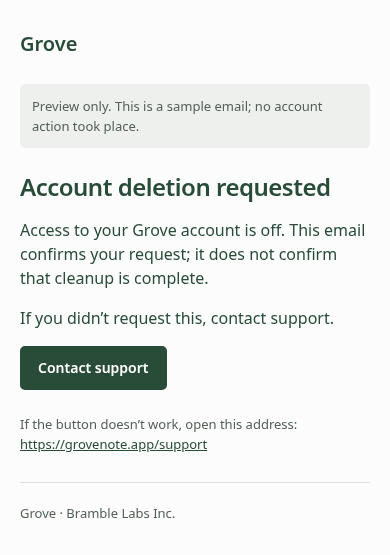 Grove
Preview only. This is a sample email; no account
action took place.
Account deletion requested
Access to your Grove account is off. This email
confirms your request; it does not confirm
that cleanup is complete.
If you didn’t request this, contact support.
Contact support
If the button doesn’t work, open this address:
https://grovenote.app/support
Grove · Bramble Labs Inc.